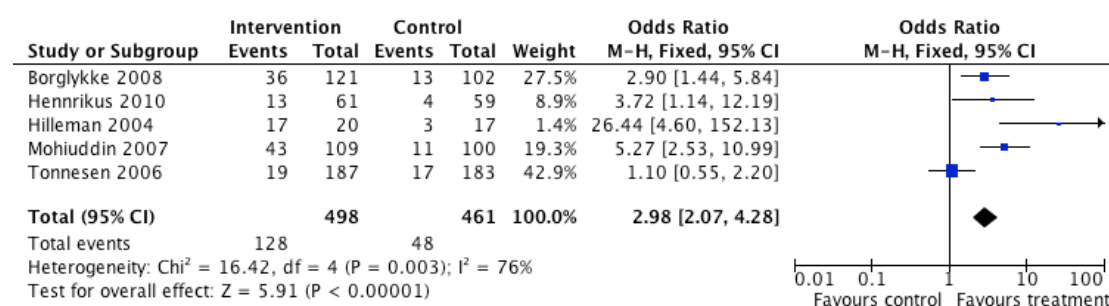 Intervention Control Odds Ratio Odds Ratio
Study or Subgroup Events Total Events Total Weight M-H, Fixed, 95% CI M-H, Fixed, 95% CI
Borglykke 2008 36 121 13 102 27.5% 2.90 [1.44, 5.84]
Hennrikus 2010 13 61 4 59 8.9% 3.72 [1.14, 12.19]
Hilleman 2004 17 20 3 17 1.4% 26.44 [4.60, 152.13]
Mohiuddin 2007 43 109 11 100 19.3% 5.27 [2.53, 10.99]
Tonnesen 2006 19 187 17 183 42.9% 1.10 [0.55, 2.20]
Total (95% CI) 498 461 100.0% 2.98 [2.07, 4.28]
Total events 128 48
Heterogeneity: Chi² = 16.42, df = 4 (P = 0.003); I² = 76%
Test for overall effect: Z = 5.91 (P < 0.00001)
0.01 0.1 1 10 100
Favours control Favours treatment